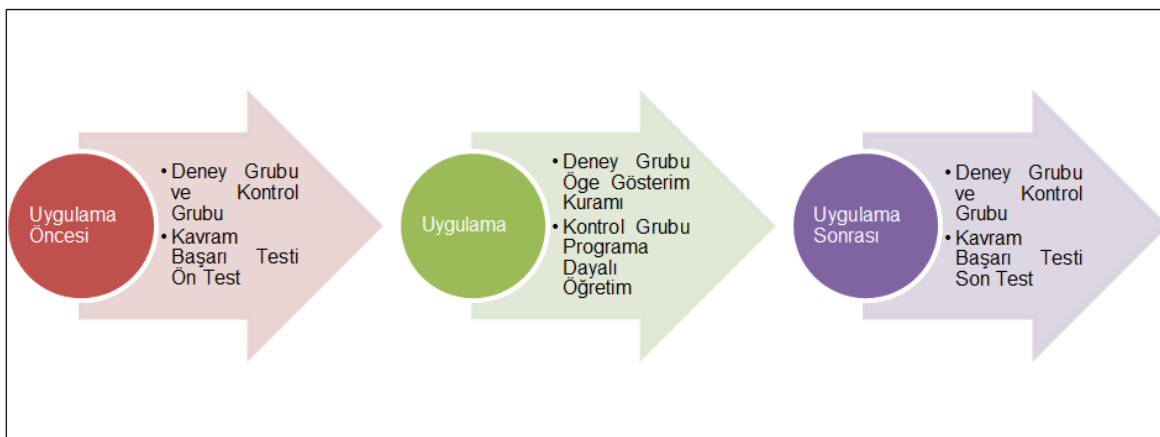 Uygulama
Öncesi
• Deney Grubu
ve Kontrol
Grubu
• Kavram
Başarı Testi
Ön Test
Uygulama
• Deney Grubu
Öge Gösterim
Kuramı
• Kontrol Grubu
Programa
Dayalı
Öğretim
Uygulama
Sonrası
• Deney Grubu
ve Kontrol
Grubu
• Kavram
Başarı Testi
Son Test